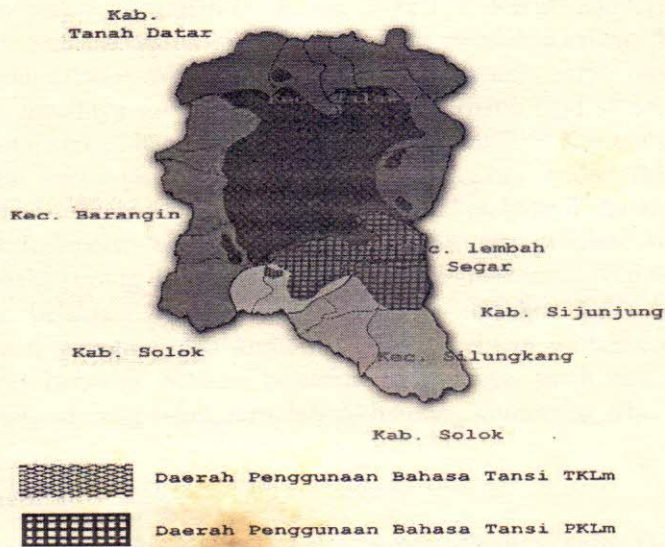 Kab.
Tanah Datar
Kec. Barangin
lembah
Segar
Kab. Sijunjung
Kab. Solok
Kec. Silungkang
Kab. Solok
Daerah Penggunaan Bahasa Tansi TKLm
Daerah Penggunaan Bahasa Tansi PKLm